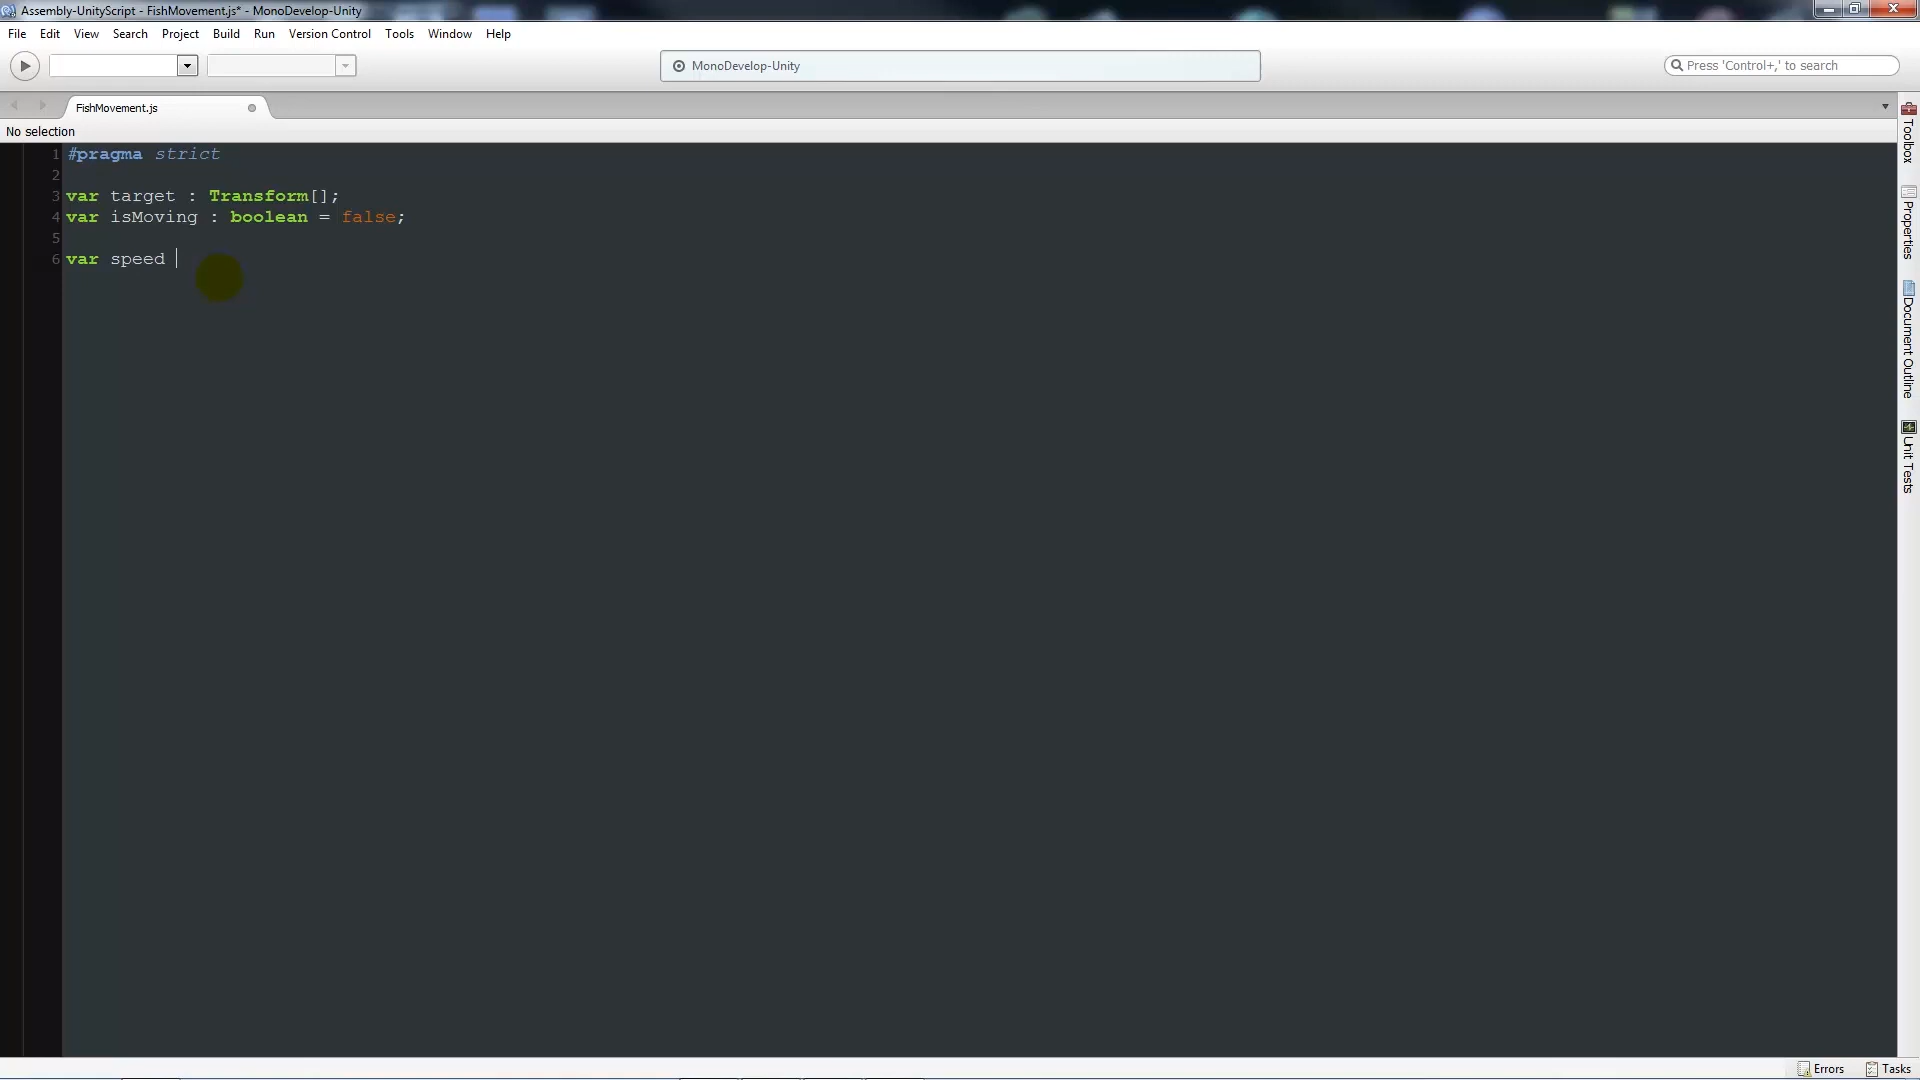 Assembly-UnityScript - FishMovement.js* - MonoDevelop-Unity
File Edit View Search Project Build Run Version Control Tools Window Help
MonoDevelop-Unity
Press 'Control+,' to search
FishMovement.js
No selection
1 #pragma strict
2
3 var target : Transform[];
4 var isMoving : boolean = false;
5
6 var speed
Toolbox
Properties
Document Outline
Unit Tests
Errors Tasks